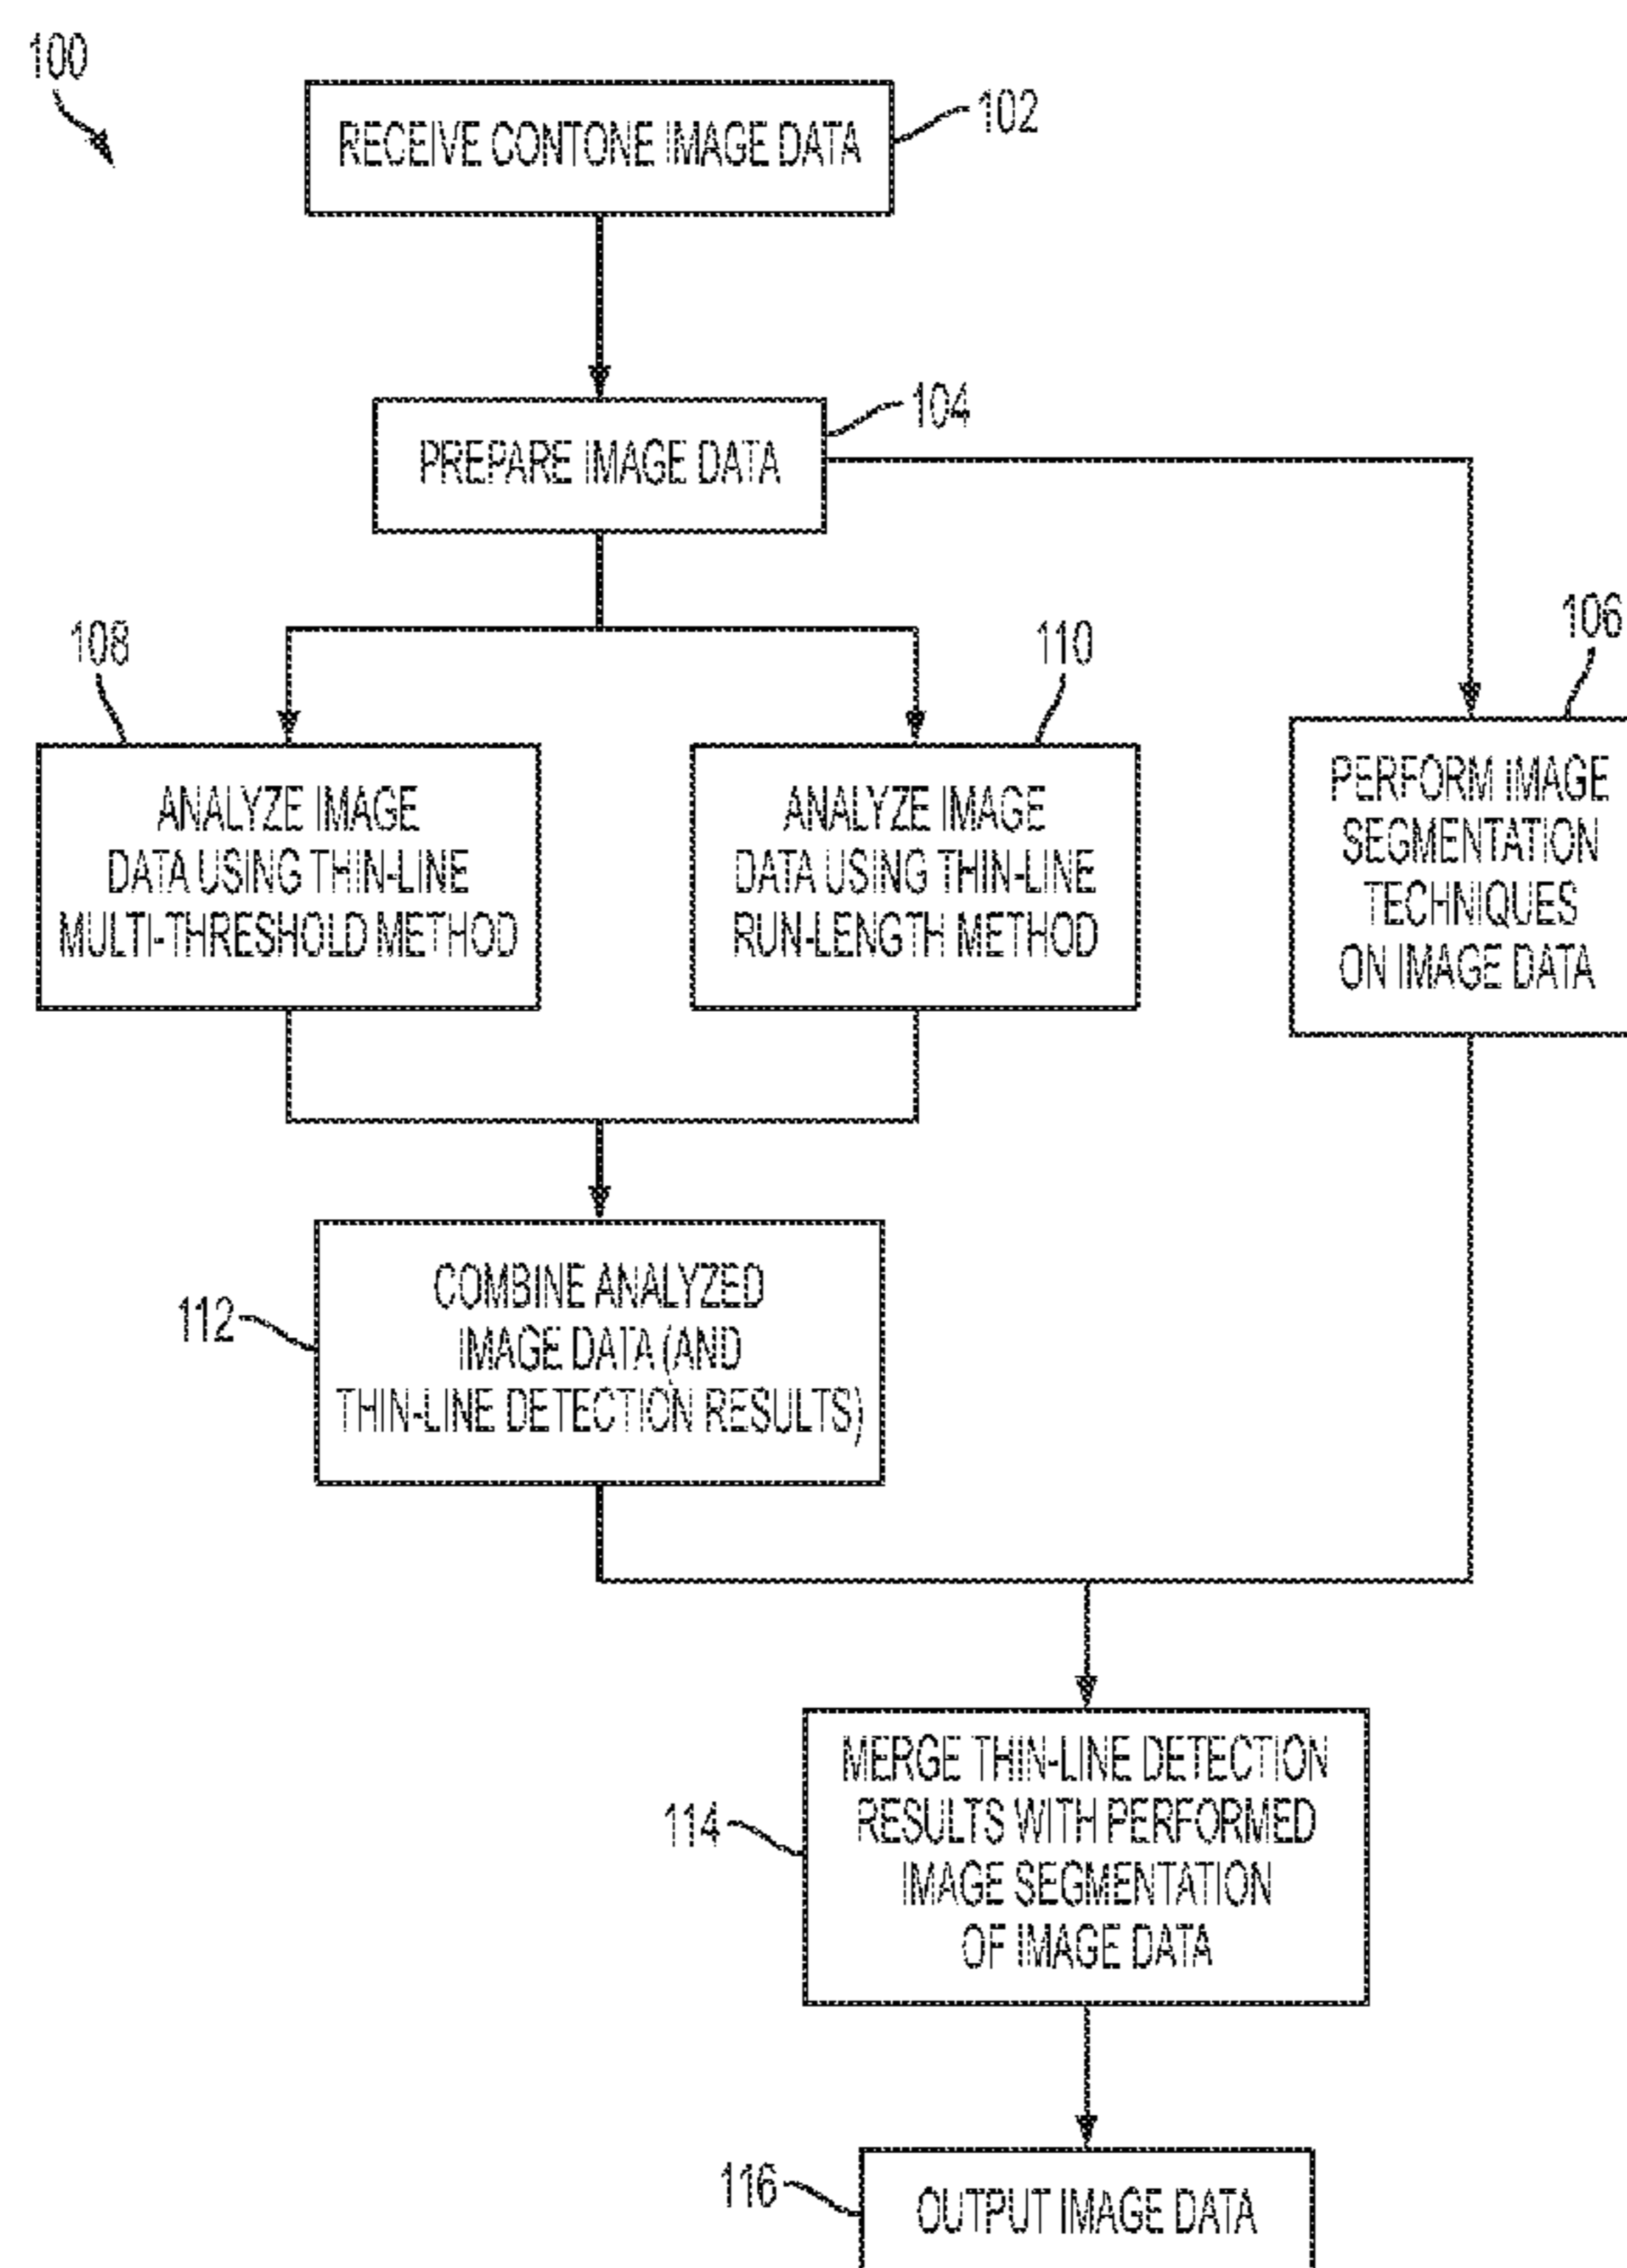 100
RECEIVE CONTONE IMAGE DATA
102
PREPARE IMAGE DATA
104
108
ANALYZE IMAGE
DATA USING THIN-LINE
MULTI-THRESHOLD METHOD
110
ANALYZE IMAGE
DATA USING THIN-LINE
RUN-LENGTH METHOD
106
PERFORM IMAGE
SEGMENTATION
TECHNIQUES
ON IMAGE DATA
112
COMBINE ANALYZED
IMAGE DATA (AND
THIN-LINE DETECTION RESULTS)
114
MERGE THIN-LINE DETECTION
RESULTS WITH PERFORMED
IMAGE SEGMENTATION
OF IMAGE DATA
116
OUTPUT IMAGE DATA